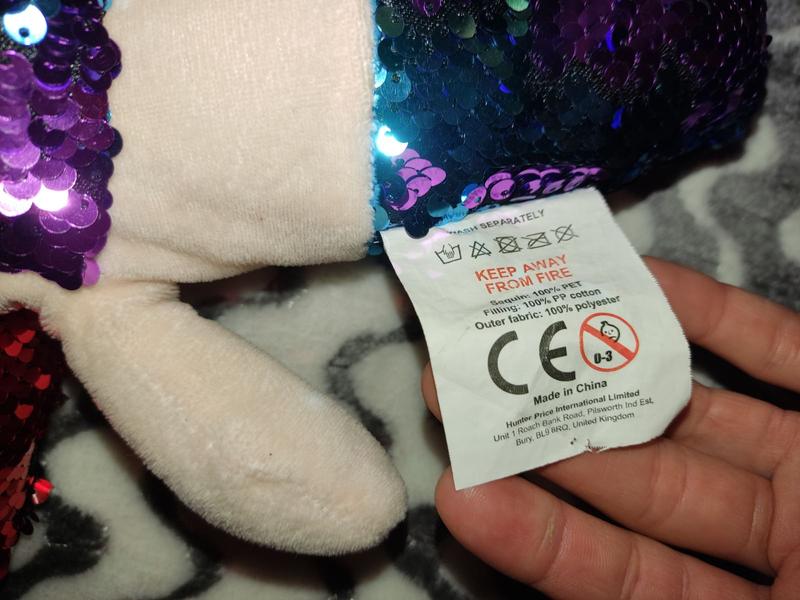 WASH SEPARATELY
KEEP AWAY
FROM FIRE
Sequin: 100% PET
Filling: 100% PP cotton
Outer fabric: 100% polyester
CE
0-3
Made in China
Hunter Price International Limited
Unit 1 Roach Bank Road, Pilsworth Ind Est,
Bury, BL9 8RQ, United Kingdom